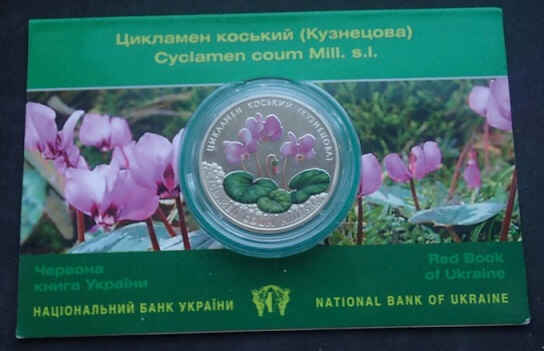 Цикламен коський (Кузнецова)
Cyclamen coum Mill. s.l.
ЦИКЛАМЕН КОСЬКИЙ (КУЗНЕЦОВА)
Червона
книга України
Red Book
of Ukraine
НАЦІОНАЛЬНИЙ БАНК УКРАЇНИ
NATIONAL BANK OF UKRAINE